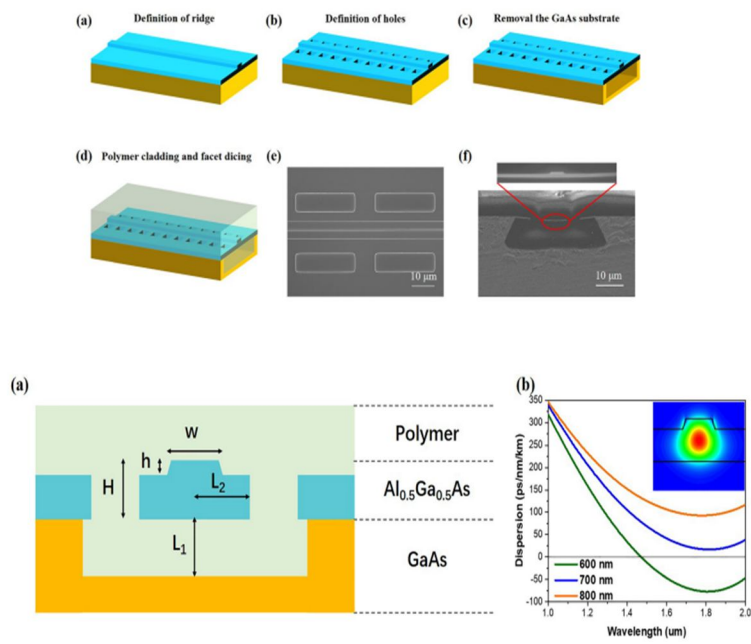 (a) Definition of ridge
(b) Definition of holes
(c) Removal the GaAs substrate
(d) Polymer cladding and facet dicing
(e)
(f)
10 μm
10 μm
(a)
W
h
H
L2
L1
Polymer
Al0.5Ga0.5As
GaAs
(b)
Dispersion (ps/nm/km)
350
300
250
200
150
100
50
0
-50
-100
600 nm
700 nm
800 nm
1.0 1.2 1.4 1.6 1.8 2.0
Wavelength (um)